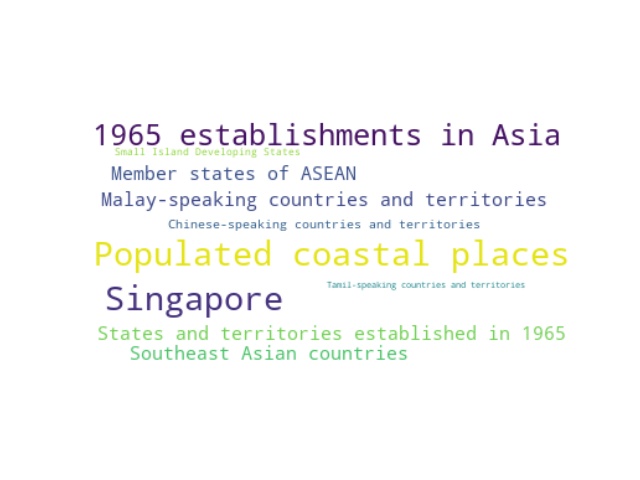 1965 establishments in Asia
Small Island Developing States
Member states of ASEAN
Malay-speaking countries and territories
Chinese-speaking countries and territories
Populated coastal places
Tamil-speaking countries and territories
Singapore
States and territories established in 1965
Southeast Asian countries